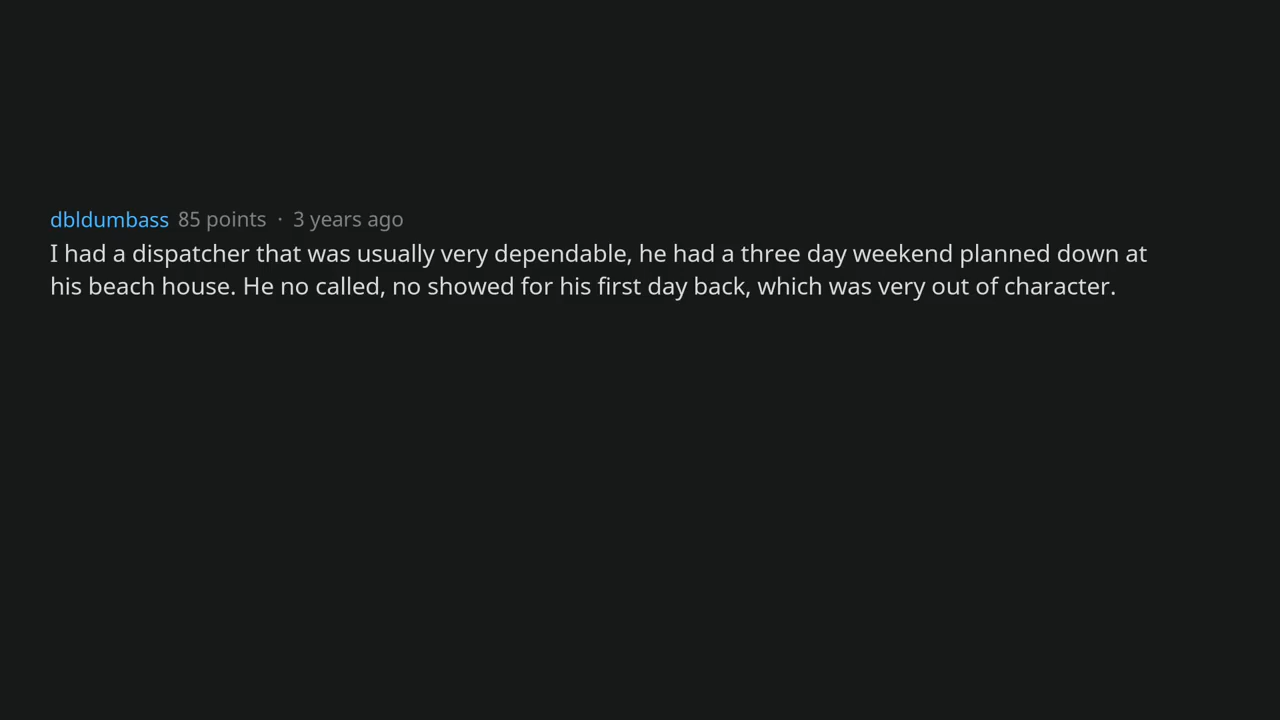 dbldumbass 85 points · 3 years ago
I had a dispatcher that was usually very dependable, he had a three day weekend planned down at
his beach house. He no called, no showed for his first day back, which was very out of character.